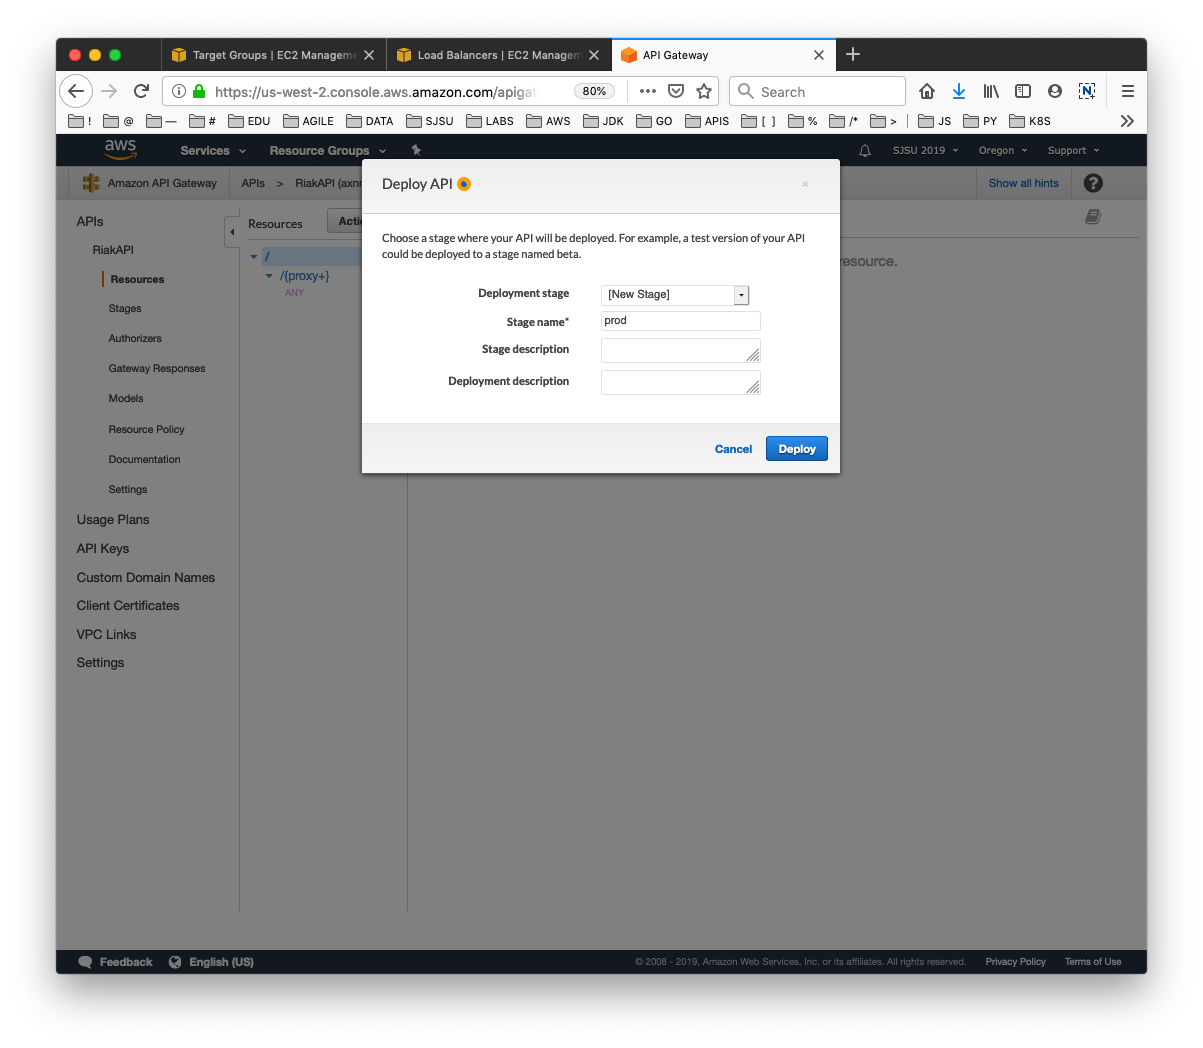 Target Groups | EC2 Manageme
Load Balancers | EC2 Managem
API Gateway
https://us-west-2.console.aws.amazon.com/apigat
80%
Search
!
@
—
#
EDU
AGILE
DATA
SJSU
LABS
AWS
JDK
GO
APIS
[ ]
%
/*
>
JS
PY
K8S
aws
Services
Resource Groups
SJSU 2019
Oregon
Support
Amazon API Gateway
APIs > RiakAPI (axnr
Show all hints
APIs
RiakAPI
Resources
Stages
Authorizers
Gateway Responses
Models
Resource Policy
Documentation
Settings
Usage Plans
API Keys
Custom Domain Names
Client Certificates
VPC Links
Settings
Resources
Acti
/
/{proxy+}
ANY
resource.
Deploy API
×
Choose a stage where your API will be deployed. For example, a test version of your API
could be deployed to a stage named beta.
Deployment stage
[New Stage]
Stage name*
prod
Stage description
Deployment description
Cancel
Deploy
Feedback
English (US)
© 2008 - 2019, Amazon Web Services, Inc. or its affiliates. All rights reserved.
Privacy Policy
Terms of Use